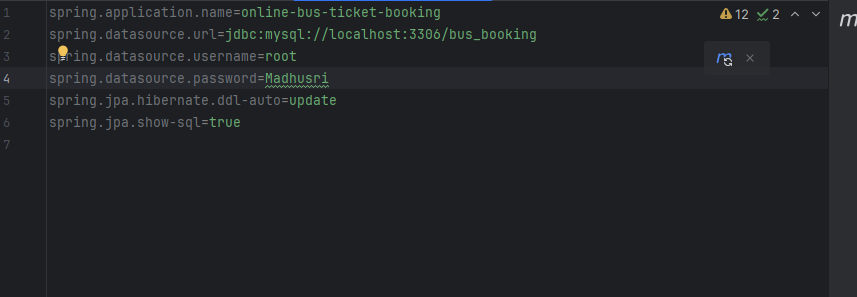 1 spring.application.name=online-bus-ticket-booking
2 spring.datasource.url=jdbc:mysql://localhost:3306/bus_booking
3 spring.datasource.username=root
4 spring.datasource.password=Madhusri
5 spring.jpa.hibernate.ddl-auto=update
6 spring.jpa.show-sql=true
7
12 2
m
m